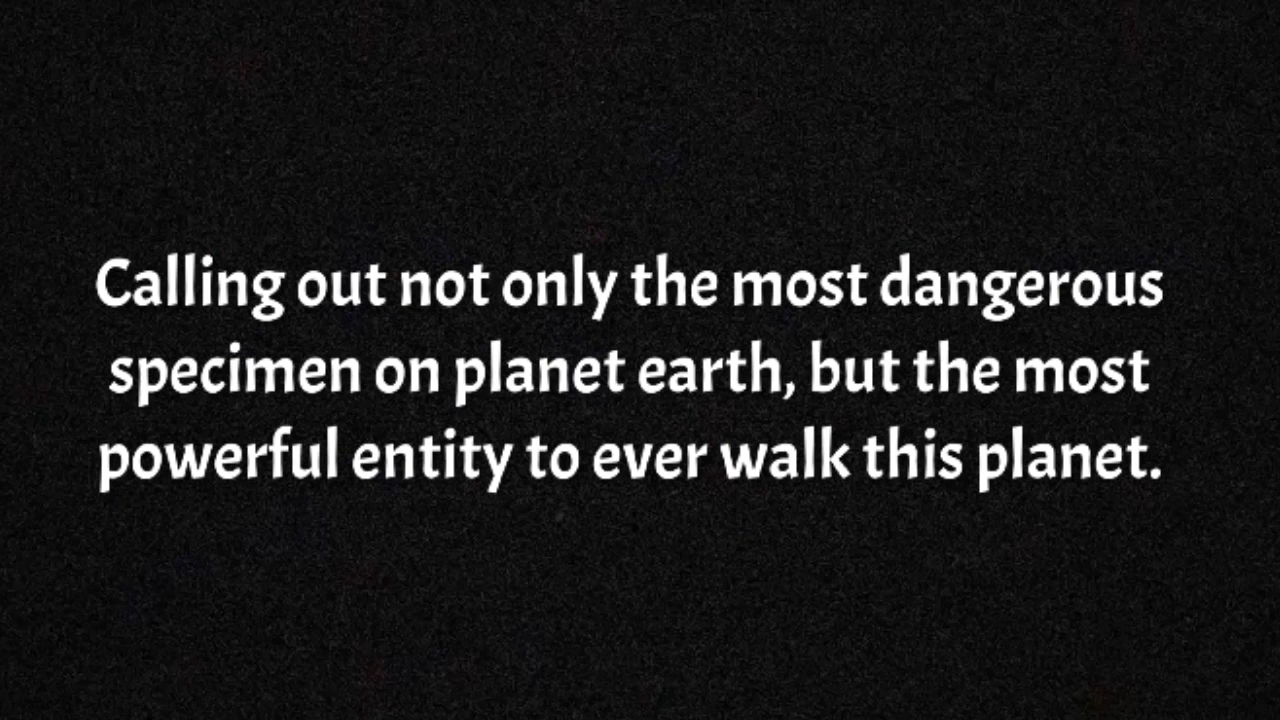 Calling out not only the most dangerous
specimen on planet earth, but the most
powerful entity to ever walk this planet.